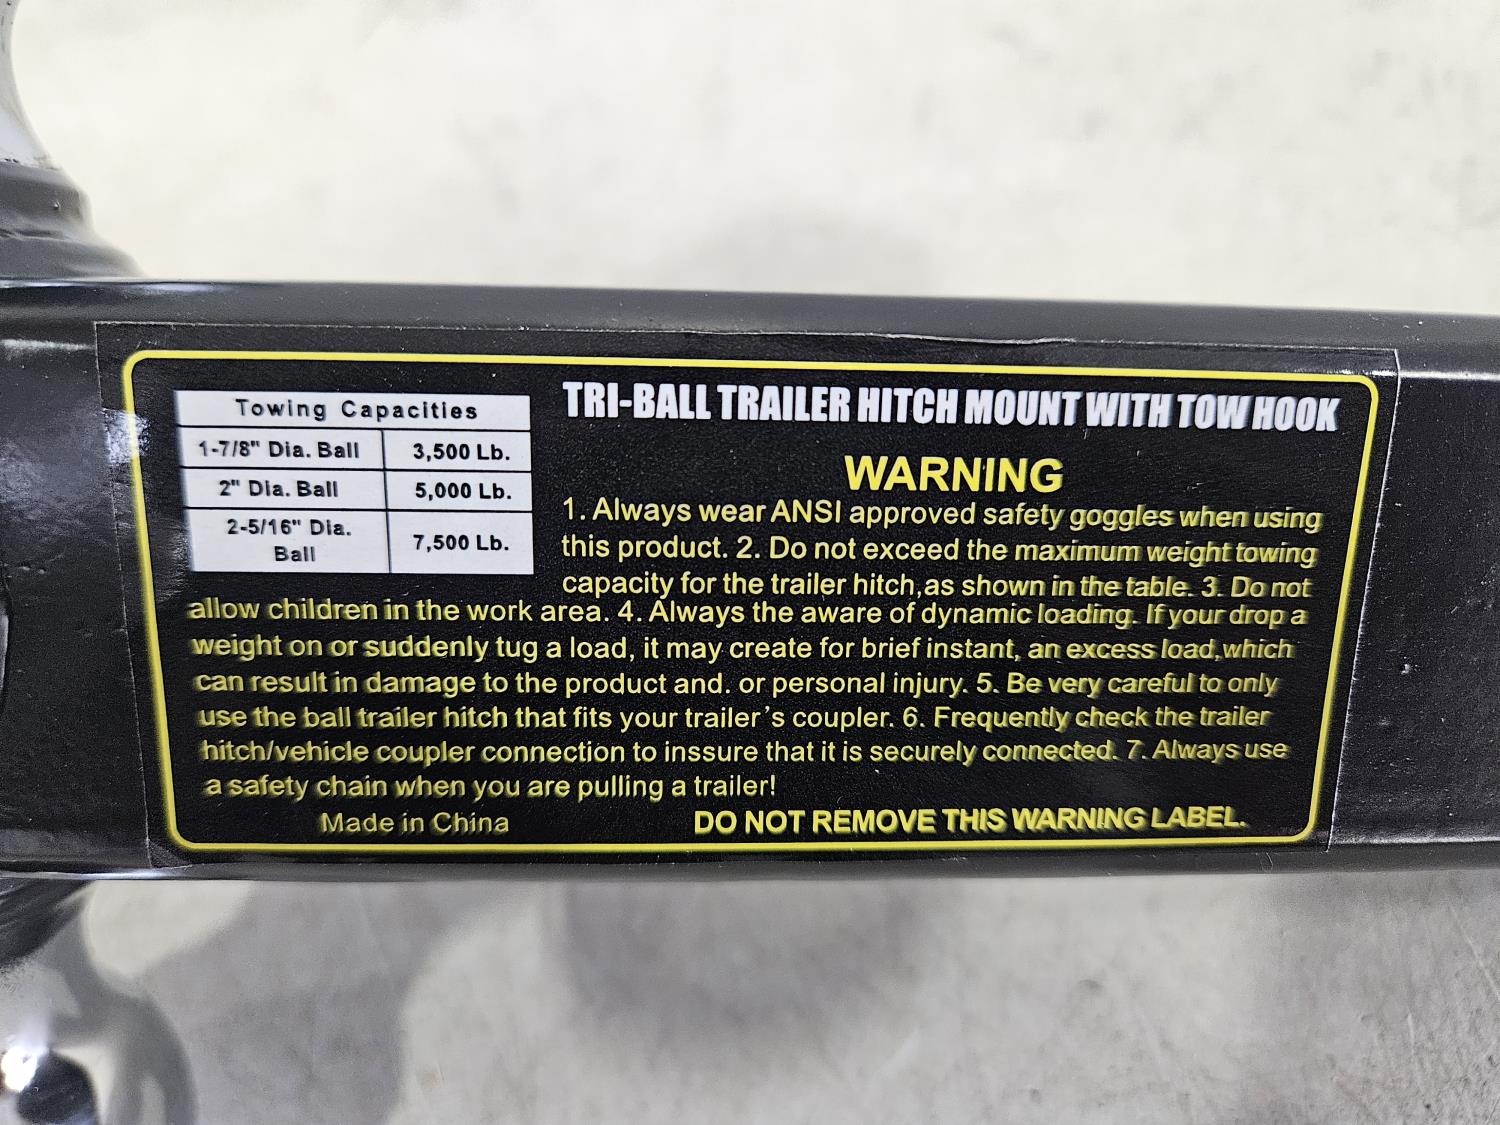 TRI-BALL TRAILER HITCH MOUNT WITH TOW HOOK
Towing Capacities
1-7/8" Dia. Ball 3,500 Lb.
2" Dia. Ball 5,000 Lb.
2-5/16" Dia.
Ball 7,500 Lb.
WARNING
1. Always wear ANSI approved safety goggles when using
this product. 2. Do not exceed the maximum weight towing
capacity for the trailer hitch,as shown in the table. 3. Do not
allow children in the work area. 4. Always the aware of dynamic loading. If your drop a
weight on or suddenly tug a load, it may create for brief instant, an excess load,which
can result in damage to the product and. or personal injury. 5. Be very careful to only
use the ball trailer hitch that fits your trailer's coupler. 6. Frequently check the trailer
hitch/vehicle coupler connection to inssure that it is securely connected. 7. Always use
a safety chain when you are pulling a trailer!
Made in China DO NOT REMOVE THIS WARNING LABEL.